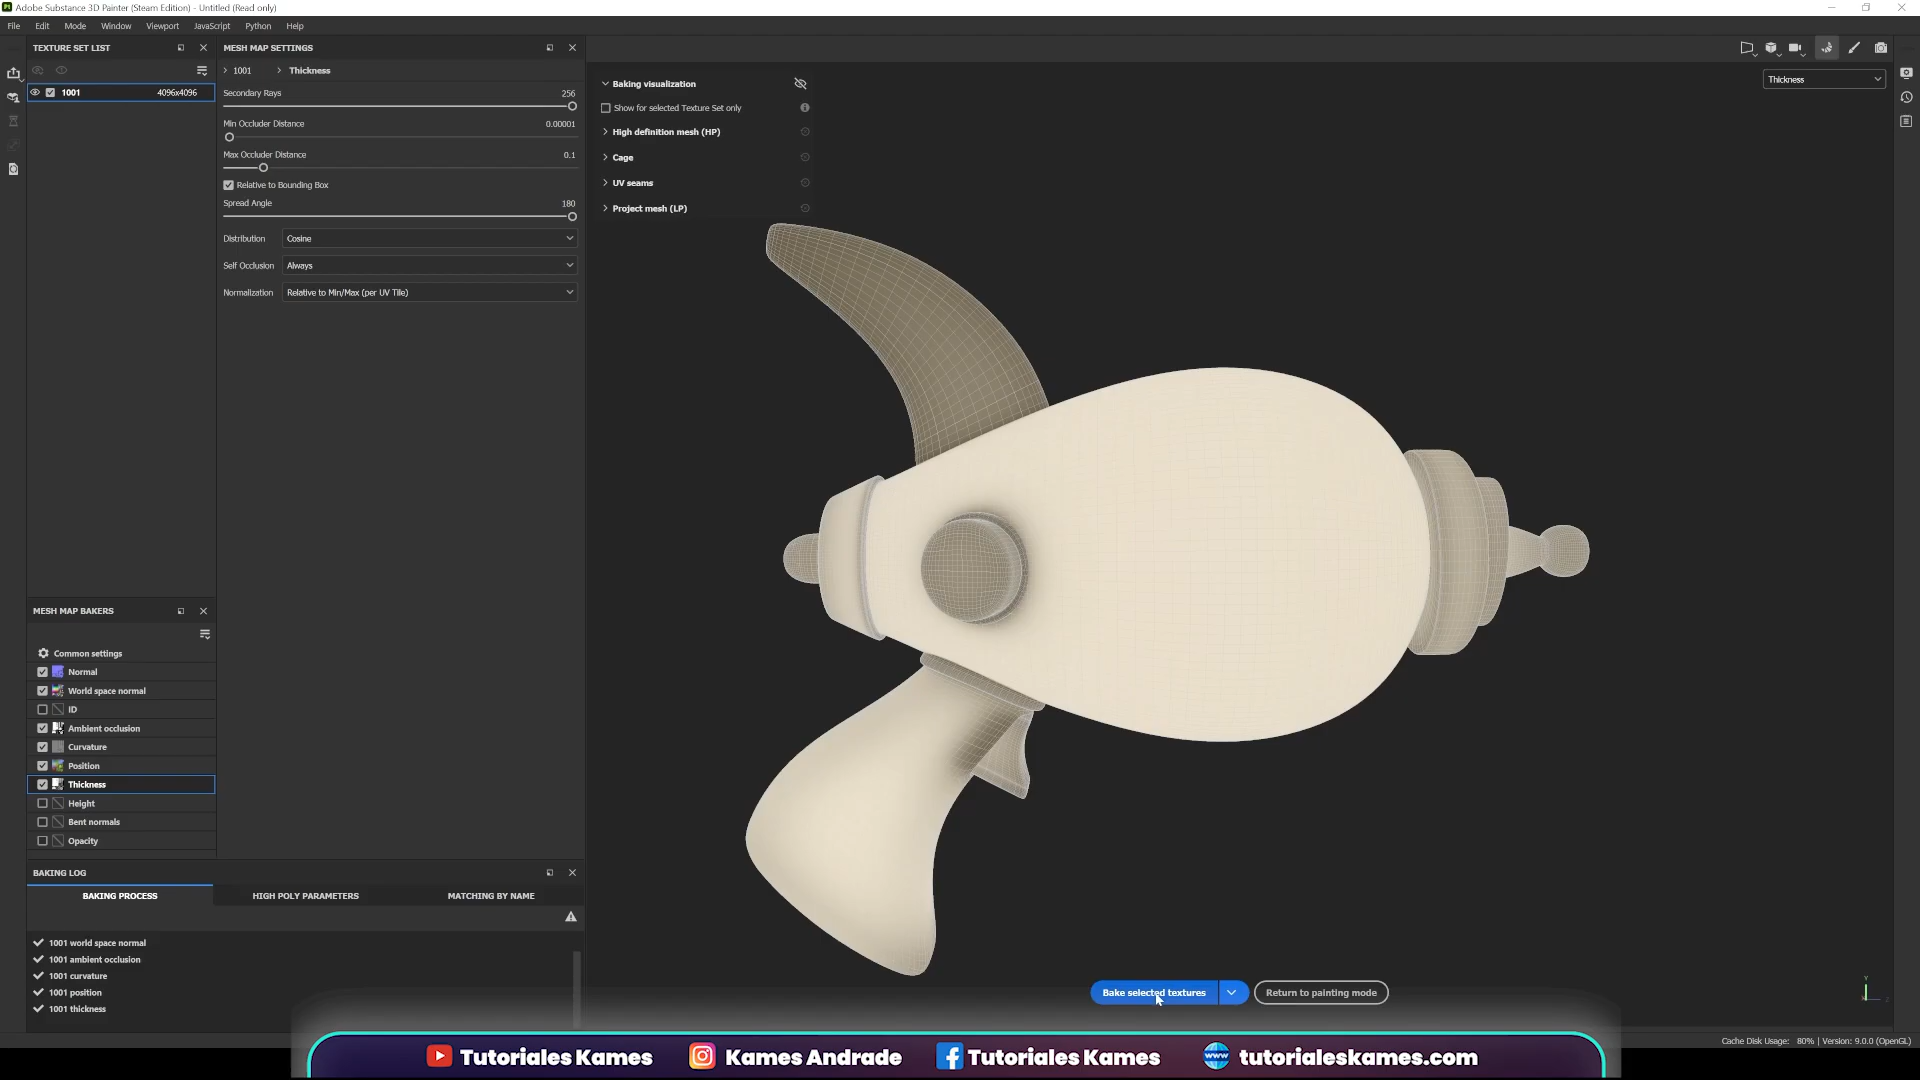 Adobe Substance 3D Painter (Steam Edition) - Untitled (Read only)
File Edit Mode Window Viewport JavaScript Python Help
TEXTURE SET LIST
1001 4096x4096
MESH MAP SETTINGS
1001 Thickness
Secondary Rays 256
Min Occluder Distance 0.00001
Max Occluder Distance 0.1
Relative to Bounding Box
Spread Angle 180
Distribution Cosine
Self Occlusion Always
Normalization Relative to Min/Max (per UV Tile)
Baking visualization
Show for selected Texture Set only
High definition mesh (HP)
Cage
UV seams
Project mesh (LP)
Thickness
MESH MAP BAKERS
Common settings
Normal
World space normal
ID
Ambient occlusion
Curvature
Position
Thickness
Height
Bent normals
Opacity
BAKING LOG
BAKING PROCESS HIGH POLY PARAMETERS MATCHING BY NAME
1001 world space normal
1001 ambient occlusion
1001 curvature
1001 position
1001 thickness
Bake selected textures Return to painting mode
Y
Cache Disk Usage: 80% | Version: 9.0.0 (OpenGL)
Tutoriales Kames Kames Andrade Tutoriales Kames www tutorialeskames.com